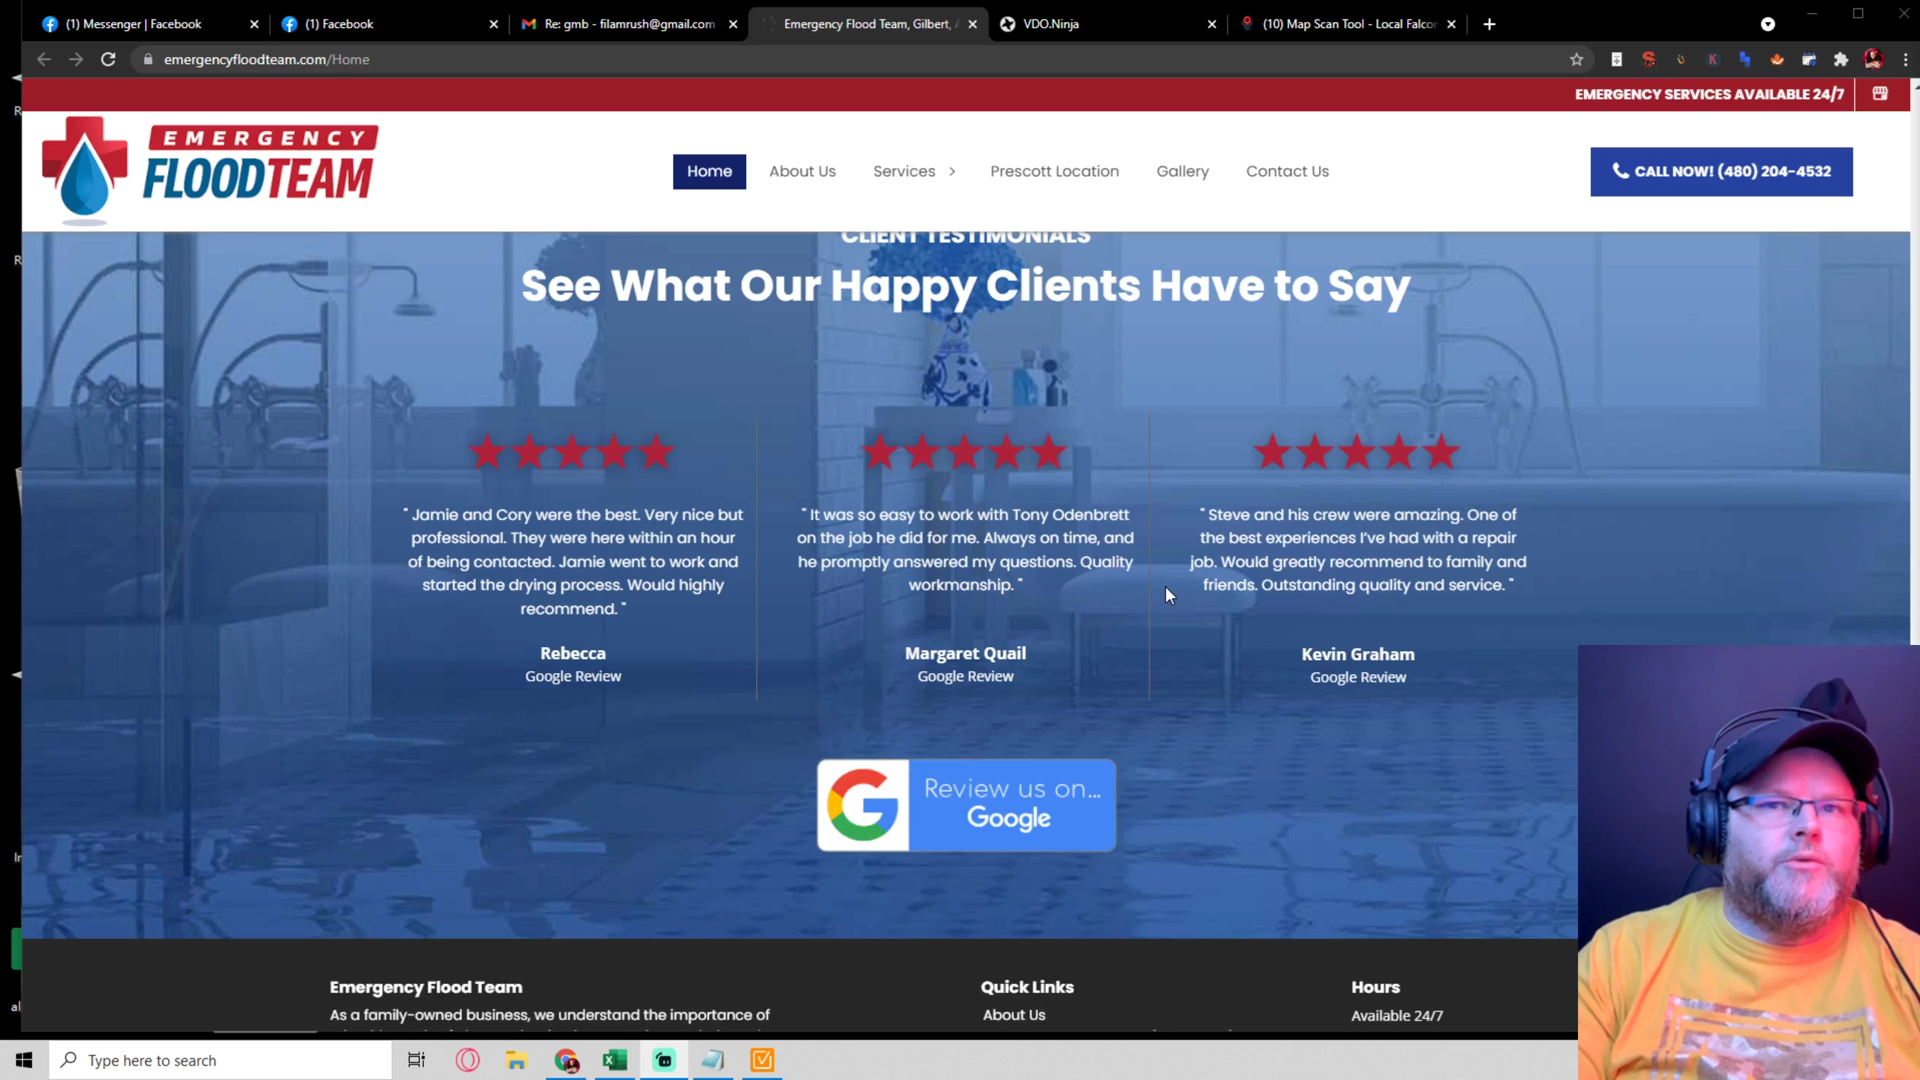 (1) Messenger | Facebook
(1) Facebook
Re: gmb - filamrush@gmail.com
Emergency Flood Team, Gilbert,
VDO.Ninja
(10) Map Scan Tool - Local Falcon
emergencyfloodteam.com/Home
EMERGENCY SERVICES AVAILABLE 24/7
EMERGENCY
FLOODTEAM
Home
About Us
Services
Prescott Location
Gallery
Contact Us
CALL NOW! (480) 204-4532
CLIENT TESTIMONIALS
See What Our Happy Clients Have to Say
" Jamie and Cory were the best. Very nice but
professional. They were here within an hour
of being contacted. Jamie went to work and
started the drying process. Would highly
recommend. "
Rebecca
Google Review
" It was so easy to work with Tony Odenbrett
on the job he did for me. Always on time, and
he promptly answered my questions. Quality
workmanship. "
Margaret Quail
Google Review
" Steve and his crew were amazing. One of
the best experiences I've had with a repair
job. Would greatly recommend to family and
friends. Outstanding quality and service. "
Kevin Graham
Google Review
Review us on...
Google
Emergency Flood Team
As a family-owned business, we understand the importance of
Quick Links
About Us
Hours
Available 24/7
Type here to search